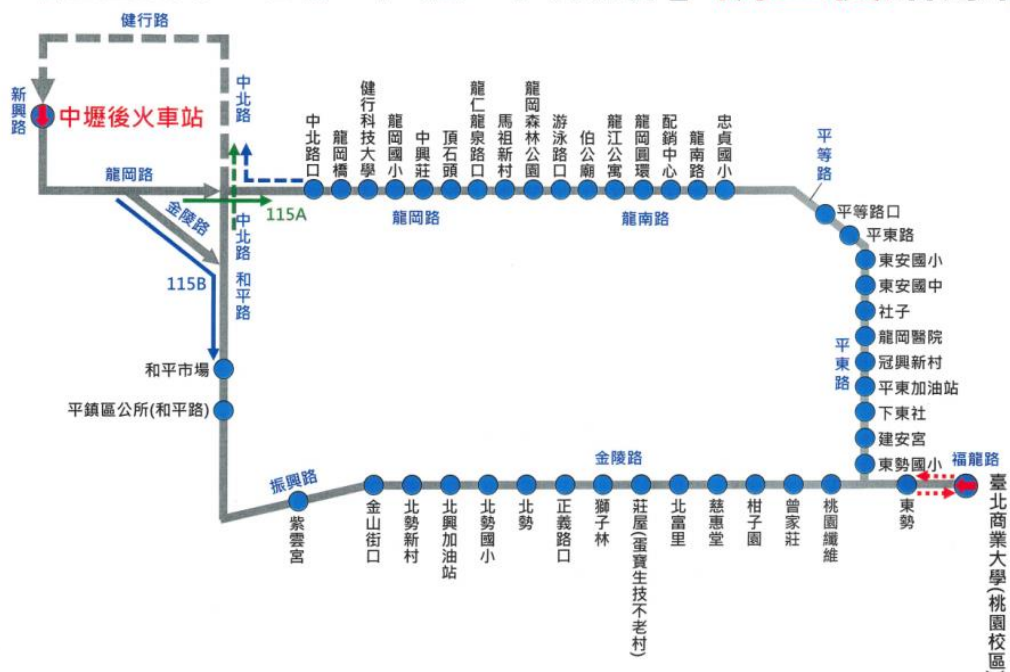 健行路
新興路
中壢後火車站
中北路
龍岡路
金陵路
115A
115B
中北路
和平路
中北路口
龍岡橋
健行科技大學
龍岡國小
中興莊
頂石頭
龍仁龍泉路口
馬祖新村
龍岡森林公園
游泳路口
伯公廟
龍江公寓
龍岡圓環
配銷中心
龍南路
忠貞國小
龍岡路
龍南路
平等路
平等路口
平東路
東安國小
東安國中
社子
龍岡醫院
冠興新村
平東加油站
下東社
建安宮
東勢國小
平東路
和平市場
平鎮區公所(和平路)
振興路
紫雲宮
金陵路
金山街口
北勢新村
北興加油站
北勢國小
北勢
正義路口
獅子林
莊屋(蛋寶生技不老村)
北富里
慈惠堂
柑子園
曾家莊
桃園纖維
東勢
福龍路
臺北商業大學(桃園校區